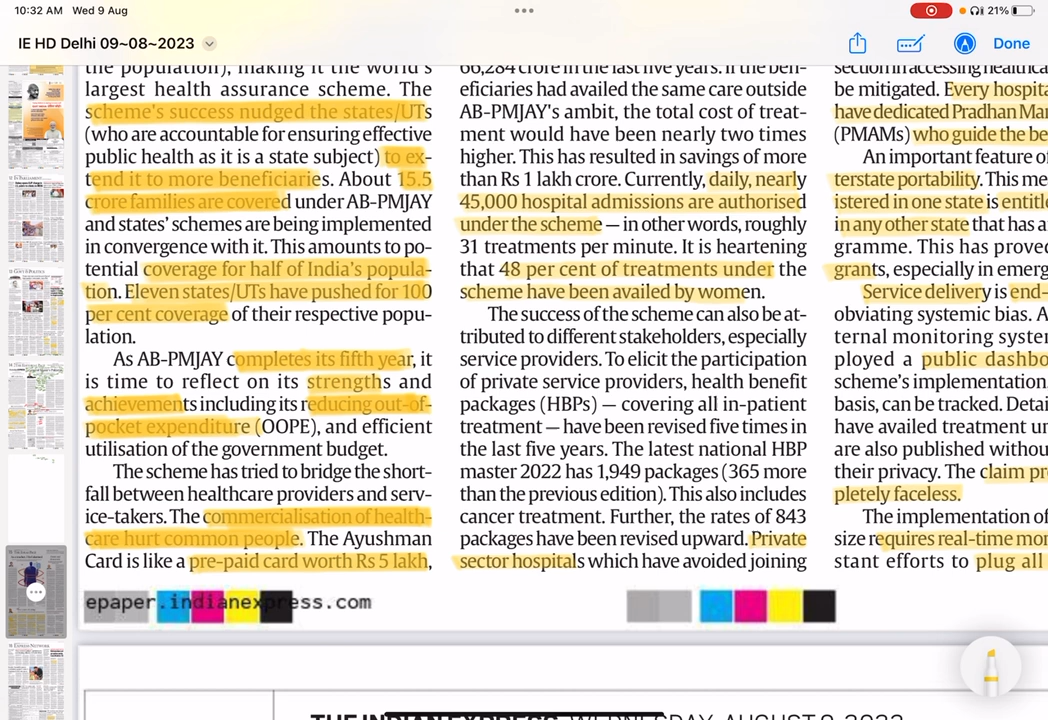 10:32 AM Wed 9 Aug
21%
IE HD Delhi 09~08~2023
Done
the population), making it the world's
largest health assurance scheme. The
scheme's success nudged the states/UTs
(who are accountable for ensuring effective
public health as it is a state subject) to ex-
tend it to more beneficiaries. About 15.5
crore families are covered under AB-PMJAY
and states' schemes are being implemented
in convergence with it. This amounts to po-
tential coverage for half of India's popula-
tion. Eleven states/UTs have pushed for 100
per cent coverage of their respective popu-
lation.
As AB-PMJAY completes its fifth year, it
is time to reflect on its strengths and
achievements including its reducing out-of-
pocket expenditure (OOPE), and efficient
utilisation of the government budget.
The scheme has tried to bridge the short-
fall between healthcare providers and serv-
ice-takers. The commercialisation of health-
care hurt common people. The Ayushman
Card is like a pre-paid card worth Rs 5 lakh,
66,284 crore in the last five years. If the ben-
eficiaries had availed the same care outside
AB-PMJAY's ambit, the total cost of treat-
ment would have been nearly two times
higher. This has resulted in savings of more
than Rs 1 lakh crore. Currently, daily, nearly
45,000 hospital admissions are authorised
under the scheme — in other words, roughly
31 treatments per minute. It is heartening
that 48 per cent of treatments under the
scheme have been availed by women.
The success of the scheme can also be at-
tributed to different stakeholders, especially
service providers. To elicit the participation
of private service providers, health benefit
packages (HBPs) — covering all in-patient
treatment — have been revised five times in
the last five years. The latest national HBP
master 2022 has 1,949 packages (365 more
than the previous edition). This also includes
cancer treatment. Further, the rates of 843
packages have been revised upward. Private
sector hospitals which have avoided joining
section in accessing healthca
be mitigated. Every hospita
have dedicated Pradhan Man
(PMAMs) who guide the be
An important feature of
terstate portability. This me
istered in one state is entitle
in any other state that has a
gramme. This has proved
grants, especially in emerg
Service delivery is end-
obviating systemic bias. A
ternal monitoring system
ployed a public dashbo
scheme's implementation,
basis, can be tracked. Detai
have availed treatment un
are also published withou
their privacy. The claim pr
pletely faceless.
The implementation of
size requires real-time mon
stant efforts to plug all
epaper.indianexpress.com
THE INDIAN EXPRESS, WEDNESDAY, AUGUST 9, 2023